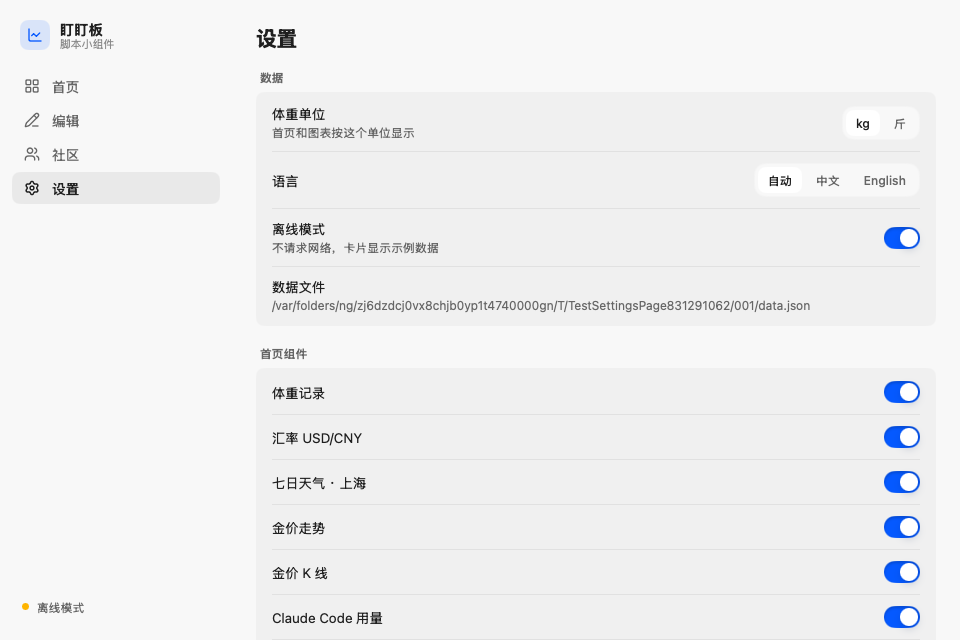 盯盯板
脚本小组件
首页
编辑
社区
设置
离线模式
设置
数据
体重单位
首页和图表按这个单位显示
kg
斤
语言
自动
中文
English
离线模式
不请求网络，卡片显示示例数据
数据文件
/var/folders/ng/zj6dzdcj0vx8chjb0yp1t4740000gn/T/TestSettingsPage831291062/001/data.json
首页组件
体重记录
汇率 USD/CNY
七日天气 · 上海
金价走势
金价 K 线
Claude Code 用量